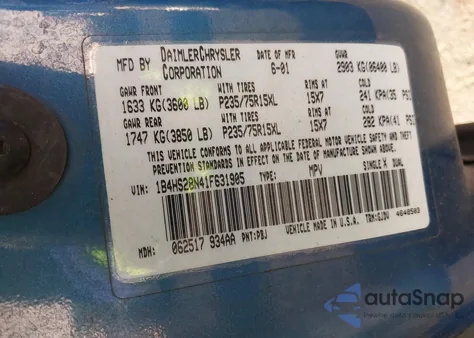 MFD BY DAIMLERCHRYSLER CORPORATION
DATE OF MFR 6-01
GVWR 2903 KG(06400 LB)
GAWR FRONT 1633 KG(3600 LB) WITH TIRES P235/75R15XL RIMS AT 15X7 COLD 241 KPA(35 PSI)
GAWR REAR 1747 KG(3850 LB) WITH TIRES P235/75R15XL RIMS AT 15X7 COLD 282 KPA(41 PSI)
THIS VEHICLE CONFORMS TO ALL APPLICABLE FEDERAL MOTOR VEHICLE SAFETY, BUMPER AND THEFT
PREVENTION STANDARDS IN EFFECT ON THE DATE OF MANUFACTURE SHOWN ABOVE.
VIN: 1B4HS28N41F631905 TYPE: MPV SINGLE X DUAL
MDH: 062517 934AA PNT:PBJ VEHICLE MADE IN U.S.A. TRM:
4648503
autoSnap